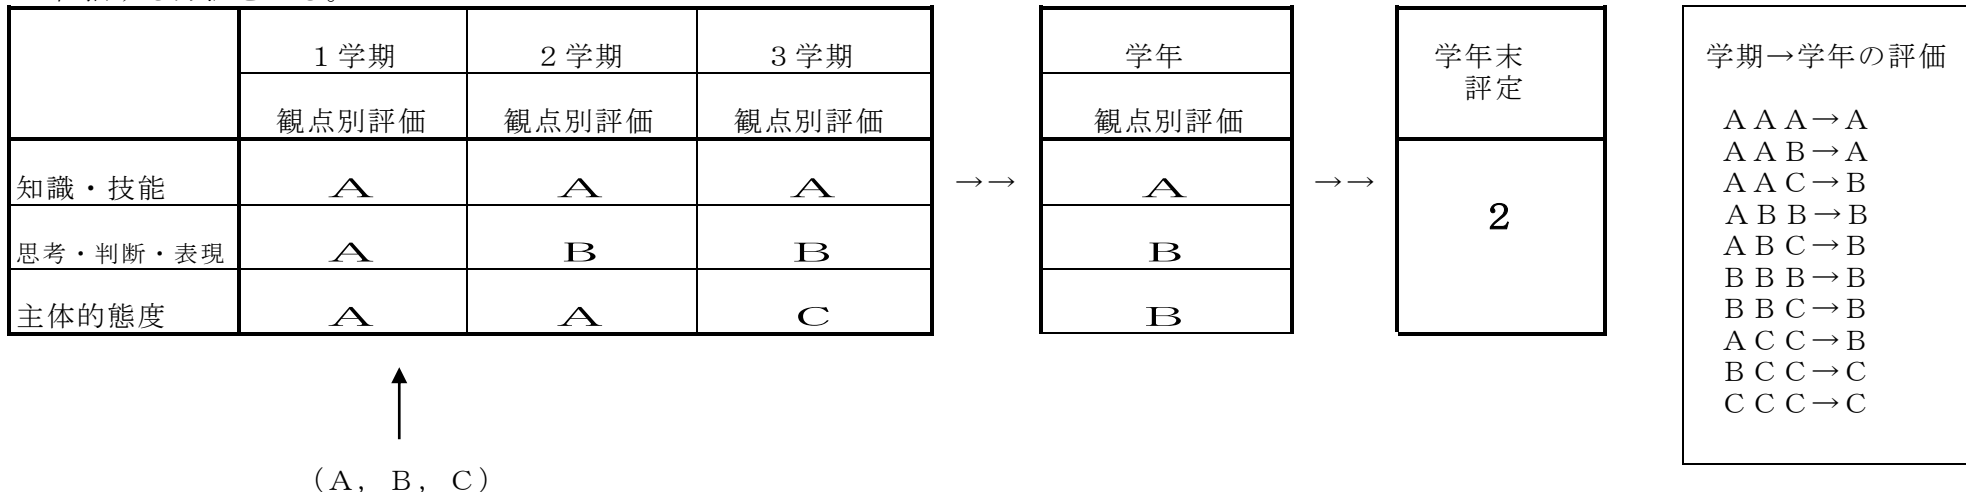 1学期 2学期 3学期 学年 学年末 学期→学年の評価
評定
観点別評価 観点別評価 観点別評価 観点別評価
知識・技能 A A A →→ A →→ 2
思考・判断・表現 A B B B
主体的態度 A A C B
AAA→A
AAB→A
AAC→B
ABB→B
ABC→B
BBB→B
BBC→B
ACC→B
BCC→C
CCC→C
(A, B, C)